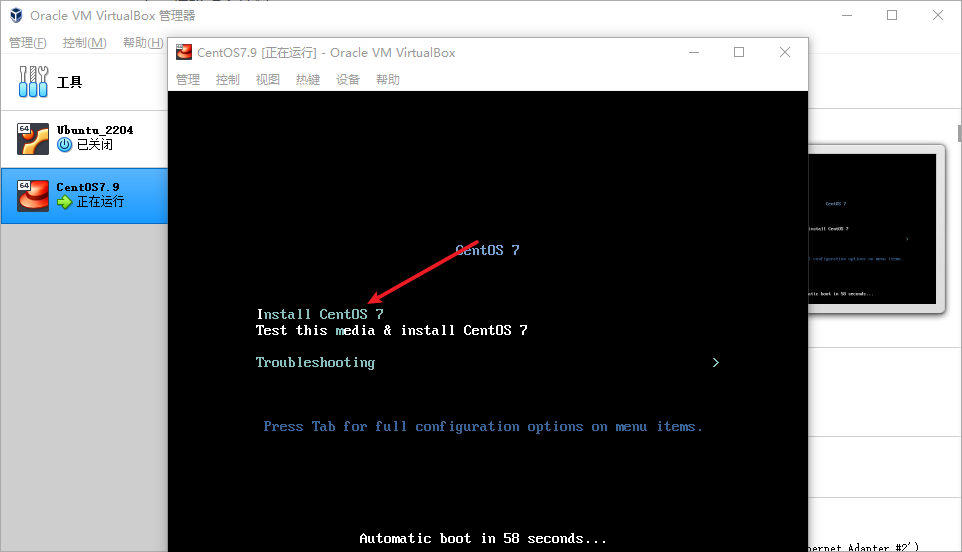 Oracle VM VirtualBox 管理器
管理(F) 控制(M) 帮助(H)
CentOS7.9 [正在运行] - Oracle VM VirtualBox
管理 控制 视图 热键 设备 帮助
工具
64
Ubuntu_2204
已关闭
64
CentOS7.9
正在运行
CentOS 7
Install CentOS 7
Test this media & install CentOS 7
Troubleshooting >
Press Tab for full configuration options on menu items.
Automatic boot in 58 seconds...
CentOS 7
install CentOS 7
>
configuration options on menu items.
boot in 58 seconds...
Adapter #2')